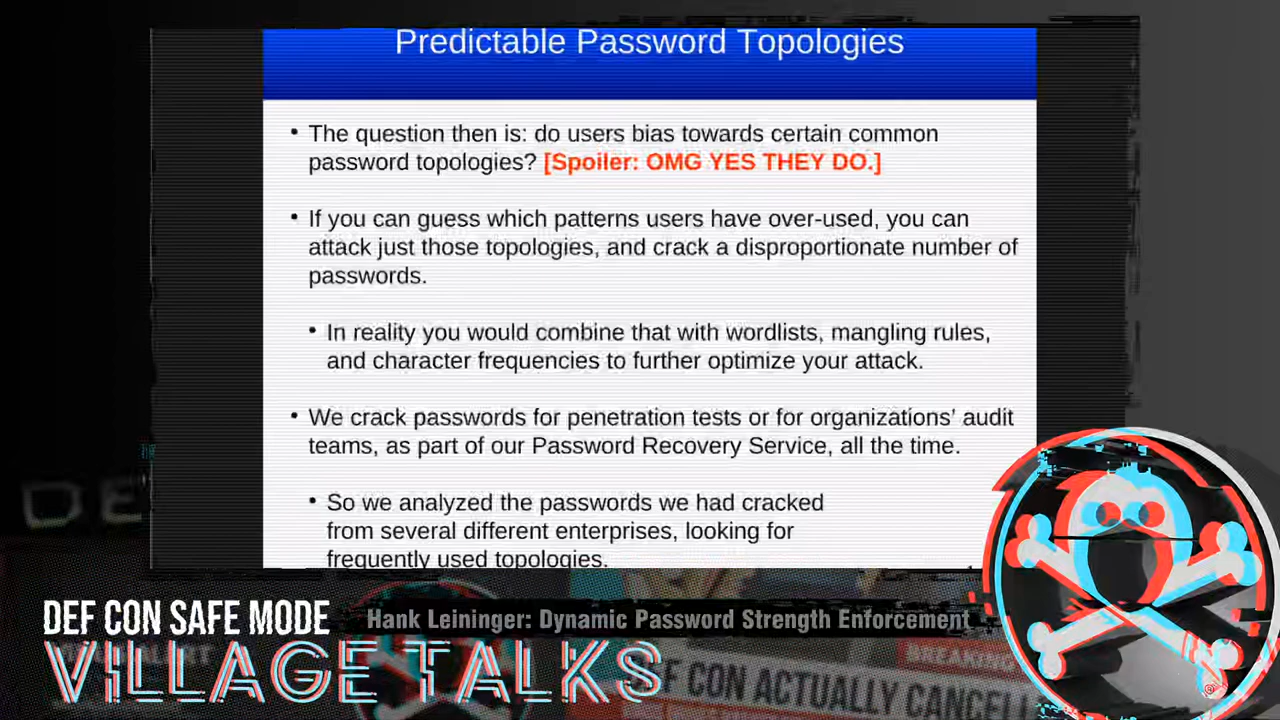 Predictable Password Topologies
• The question then is: do users bias towards certain common
password topologies? [Spoiler: OMG YES THEY DO.]
• If you can guess which patterns users have over-used, you can
attack just those topologies, and crack a disproportionate number of
passwords.
• In reality you would combine that with wordlists, mangling rules,
and character frequencies to further optimize your attack.
• We crack passwords for penetration tests or for organizations' audit
teams, as part of our Password Recovery Service, all the time.
• So we analyzed the passwords we had cracked
from several different enterprises, looking for
frequently used topologies.
DE
DEF CON SAFE MODE
Hank Leininger: Dynamic Password Strength Enforcement
VILLAGE TALKS
DEF CON ACTUALLY